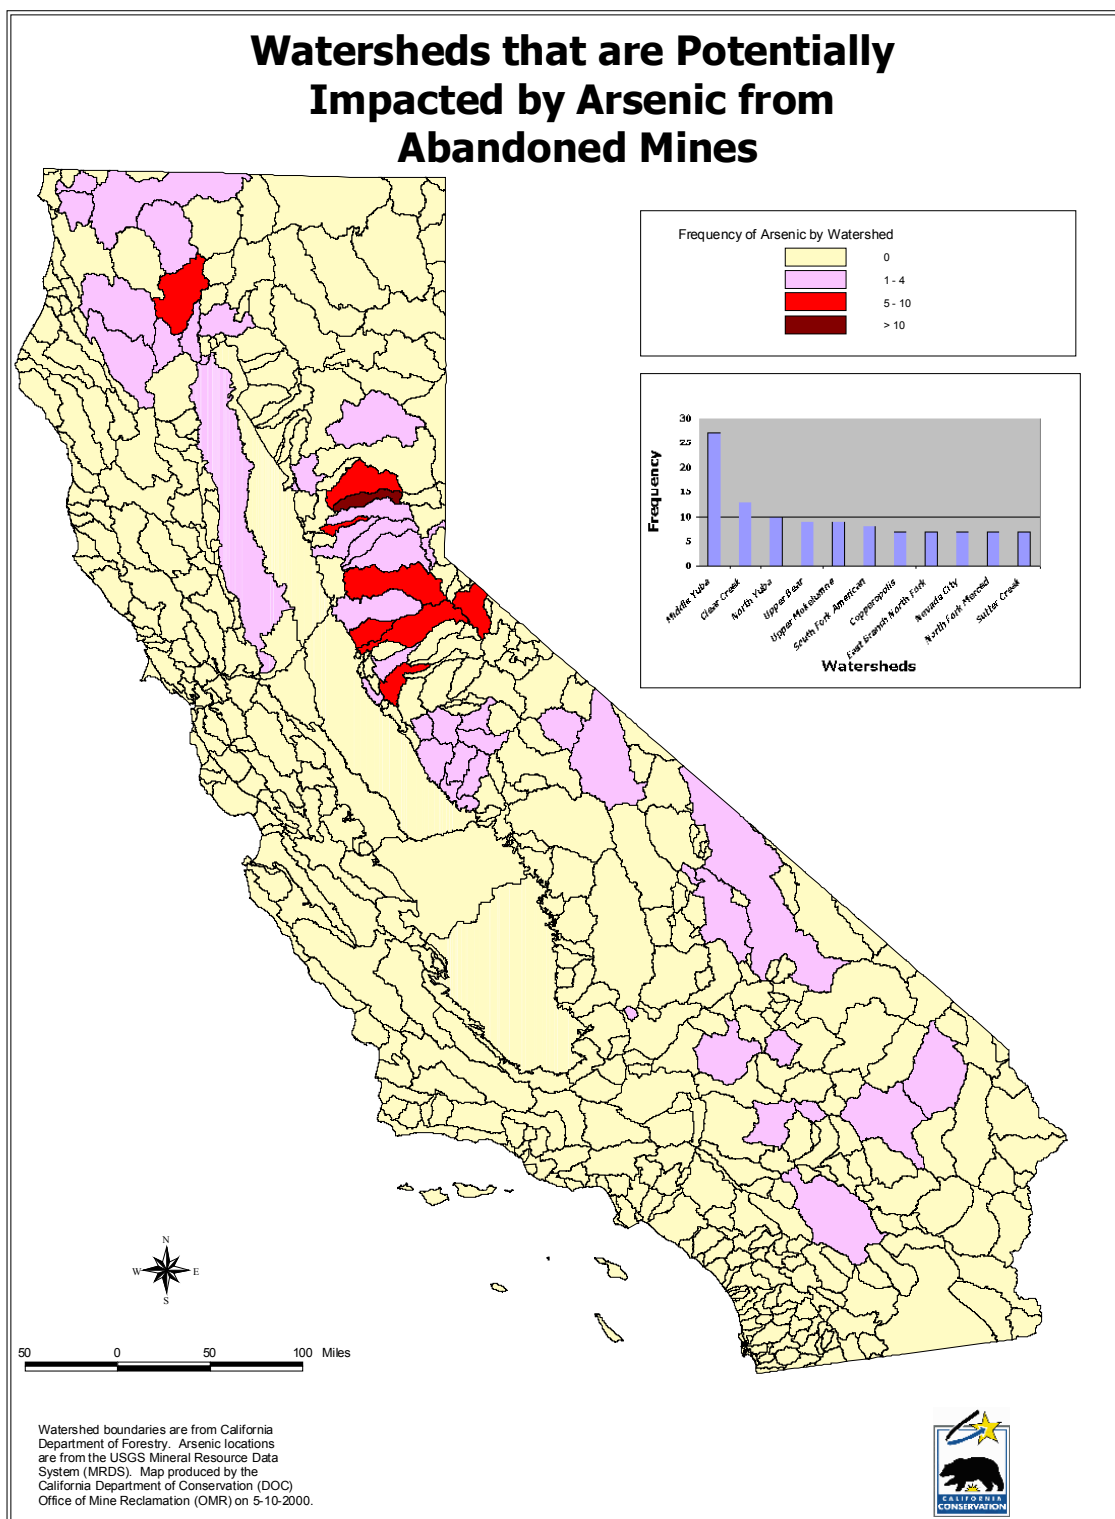 Watersheds that are Potentially
Impacted by Arsenic from
Abandoned Mines
Frequency of Arsenic by Watershed
0
1 - 4
5 - 10
> 10
30
25
20
15
10
5
0
Frequency
Middle Yuba
Clear Creek
North Yuba
Upper Bear
Upper Mokelumne
South Fork American
Copperopolis
East Branch North Fork
Nevada City
North Fork Merced
Sutter Creek
Watersheds
N
W E
S
50 0 50 100 Miles
Watershed boundaries are from California
Department of Forestry. Arsenic locations
are from the USGS Mineral Resource Data
System (MRDS). Map produced by the
California Department of Conservation (DOC)
Office of Mine Reclamation (OMR) on 5-10-2000.
CALIFORNIA
CONSERVATION